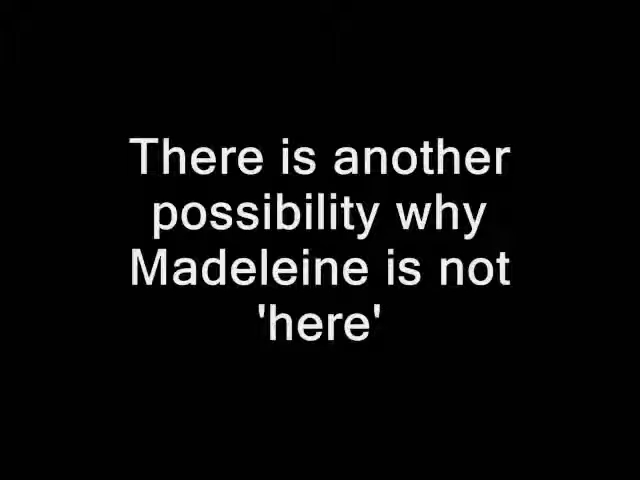 There is another
possibility why
Madeleine is not
'here'